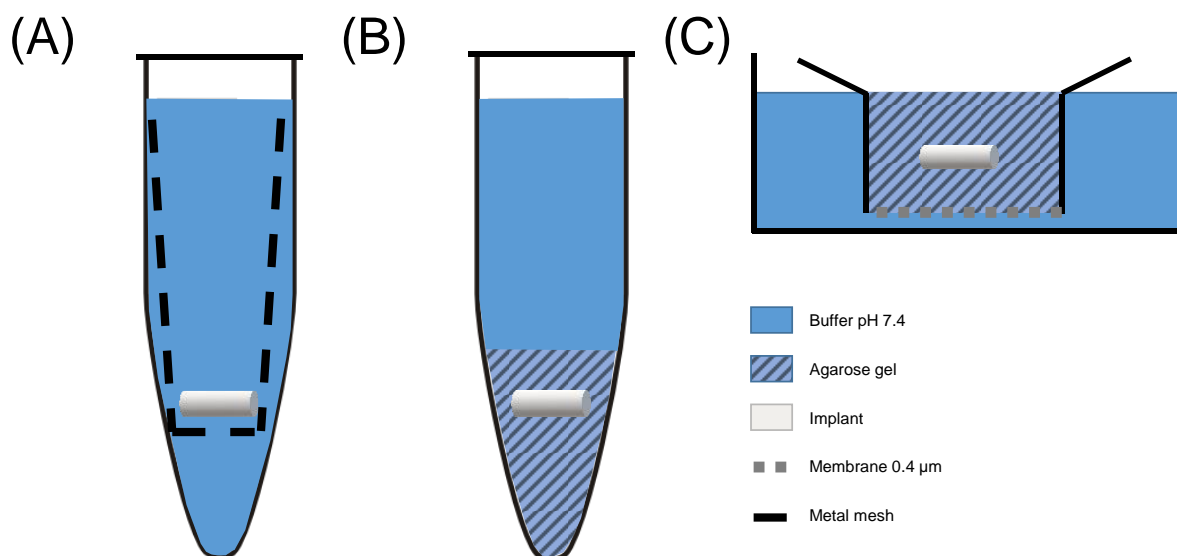 (A)
(B)
(C)
Buffer pH 7.4
Agarose gel
Implant
Membrane 0.4 μm
Metal mesh